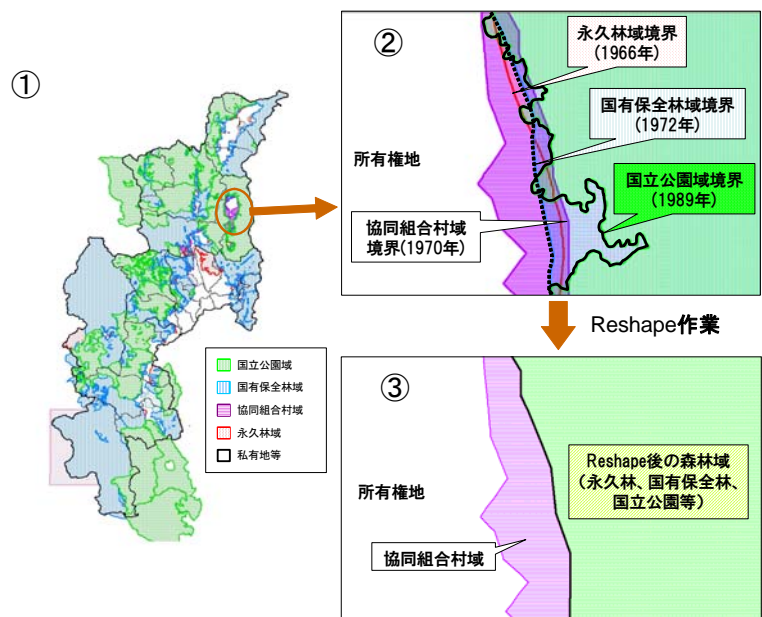 ①
国立公園域
国有保全林域
協同組合村域
永久林域
私有地等
②
永久林域境界
(1966年)
国有保全林域境界
(1972年)
所有権地
国立公園域境界
(1989年)
協同組合村域
境界(1970年)
Reshape作業
③
Reshape後の森林域
(永久林、国有保全林、
国立公園等)
所有権地
協同組合村域